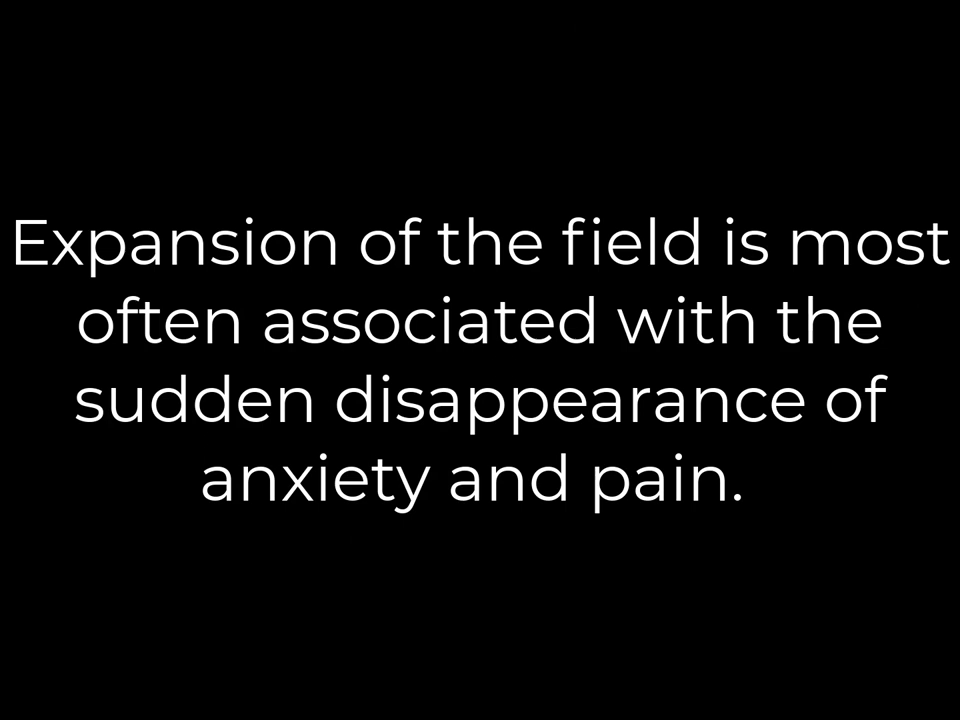 Expansion of the field is most
often associated with the
sudden disappearance of
anxiety and pain.